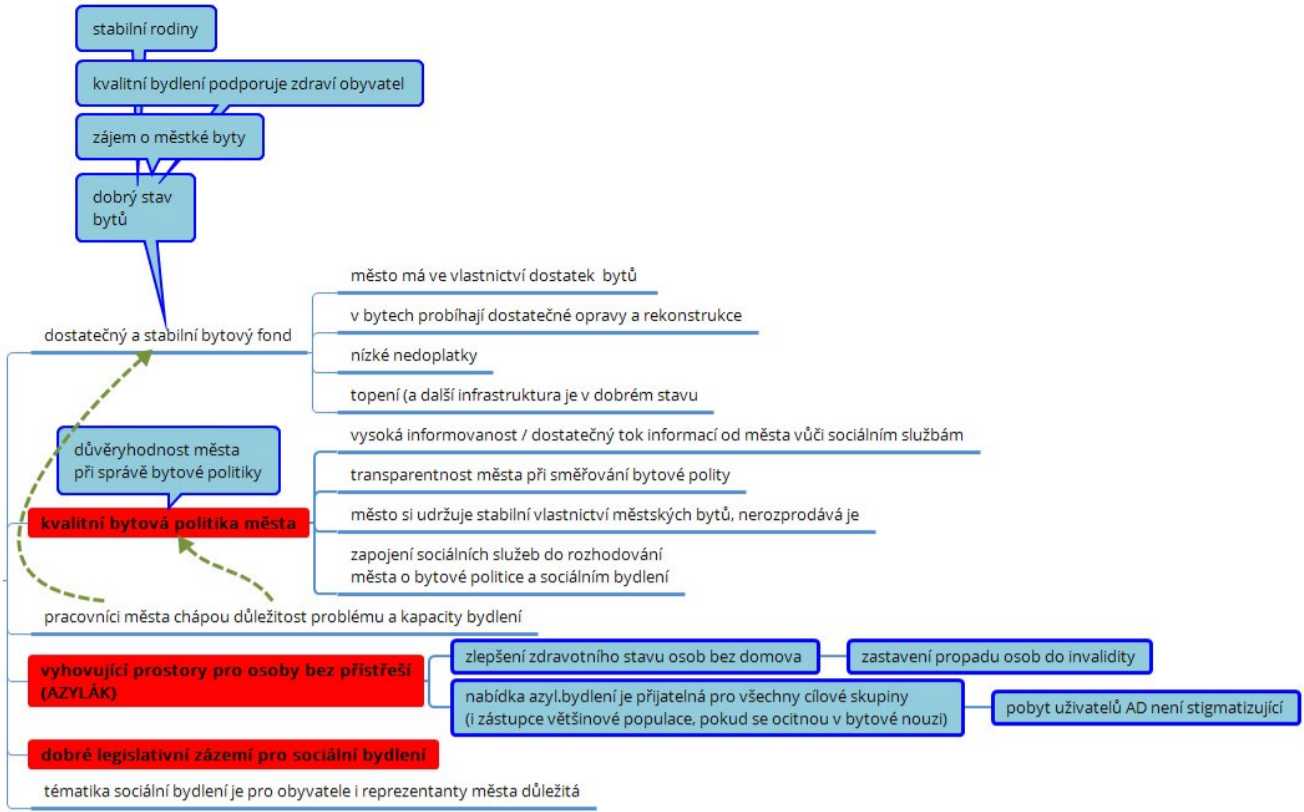 stabilní rodiny
kvalitní bydlení podporuje zdraví obyvatel
zájem o městké byty
dobrý stav
bytů
město má ve vlastnictví dostatek bytů
v bytech probíhají dostatečné opravy a rekonstrukce
dostatečný a stabilní bytový fond
nízké nedoplatky
topení (a další infrastruktura je v dobrém stavu
vysoká informovanost / dostatečný tok informací od města vůči sociálním službám
důvěryhodnost města
při správě bytové politiky
transparentnost města při směřování bytové polity
kvalitní bytová politika města
město si udržuje stabilní vlastnictví městských bytů, nerozprodává je
zapojení sociálních služeb do rozhodování
města o bytové politice a sociálním bydlení
pracovníci města chápou důležitost problému a kapacity bydlení
vyhovující prostory pro osoby bez přístřeší
(AZYLÁK)
zlepšení zdravotního stavu osob bez domova
zastavení propadu osob do invalidity
nabídka azyl.bydlení je přijatelná pro všechny cílové skupiny
(i zástupce většinové populace, pokud se ocitnou v bytové nouzi)
pobyt uživatelů AD není stigmatizující
dobré legislativní zázemí pro sociální bydlení
tématika sociální bydlení je pro obyvatele i reprezentanty města důležitá